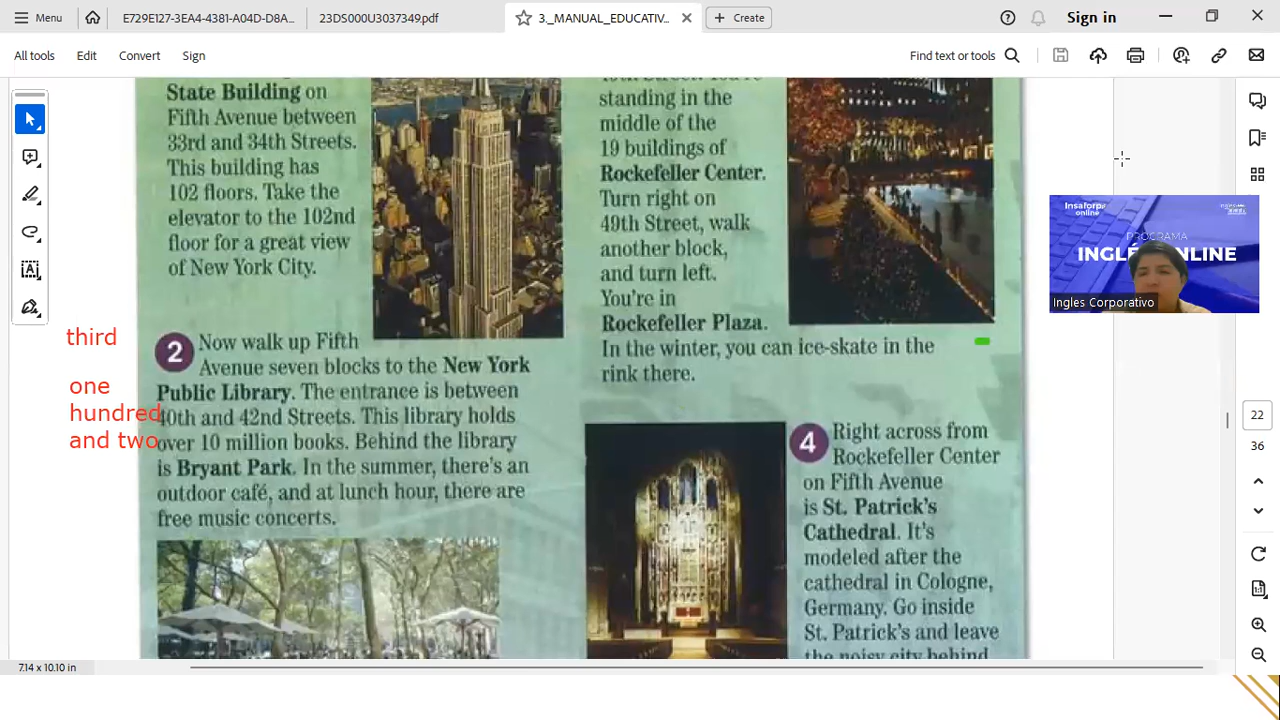 Menu
E729E127-3EA4-4381-A04D-D8A...
23DS000U3037349.pdf
3._MANUAL_EDUCATIV...
Create
Sign in
All tools
Edit
Convert
Sign
Find text or tools
State Building on
Fifth Avenue between
33rd and 34th Streets.
This building has
102 floors. Take the
elevator to the 102nd
floor for a great view
of New York City.
third
one
hundred
and two
2 Now walk up Fifth
Avenue seven blocks to the New York
Public Library. The entrance is between
40th and 42nd Streets. This library holds
over 10 million books. Behind the library
is Bryant Park. In the summer, there's an
outdoor café, and at lunch hour, there are
free music concerts.
standing in the
middle of the
19 buildings of
Rockefeller Center.
Turn right on
49th Street, walk
another block,
and turn left.
You're in
Rockefeller Plaza.
In the winter, you can ice-skate in the
rink there.
4 Right across from
Rockefeller Center
on Fifth Avenue
is St. Patrick's
Cathedral. It's
modeled after the
cathedral in Cologne,
Germany. Go inside
St. Patrick's and leave
the noisy city behind
Insaforp
online
PROGRAMA
INGLÉS ONLINE
Ingles Corporativo
22
36
7.14 x 10.10 in